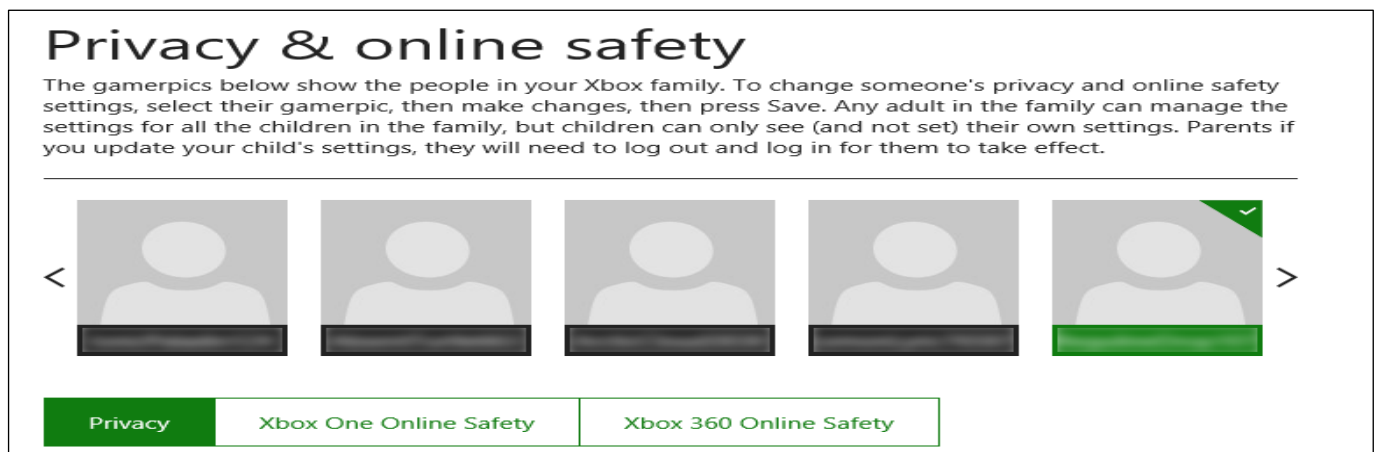 Privacy & online safety
The gamerpics below show the people in your Xbox family. To change someone's privacy and online safety
settings, select their gamerpic, then make changes, then press Save. Any adult in the family can manage the
settings for all the children in the family, but children can only see (and not set) their own settings. Parents if
you update your child's settings, they will need to log out and log in for them to take effect.
Privacy
Xbox One Online Safety
Xbox 360 Online Safety